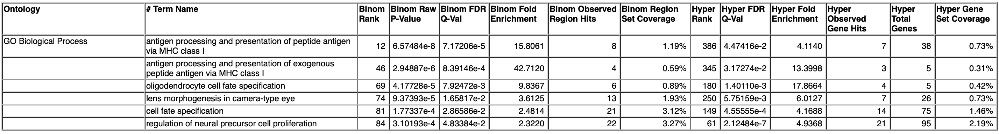 Ontology # Term Name Binom Rank Binom Raw P-Value Binom FDR Q-Val Binom Fold Enrichment Binom Observed Region Hits Binom Region Set Coverage Hyper Rank Hyper FDR Q-Val Hyper Fold Enrichment Hyper Observed Gene Hits Hyper Total Genes Hyper Gene Set Coverage
GO Biological Process antigen processing and presentation of peptide antigen via MHC class I 12 6.57484e-8 7.17206e-5 15.8061 8 1.19% 386 4.47416e-2 4.1140 7 38 0.73%
antigen processing and presentation of exogenous peptide antigen via MHC class I 46 2.94887e-6 8.39146e-4 42.7120 4 0.59% 345 3.17274e-2 13.3998 3 5 0.31%
oligodendrocyte cell fate specification 69 4.17728e-5 7.92472e-3 9.8367 6 0.89% 180 1.40110e-3 17.8664 4 5 0.42%
lens morphogenesis in camera-type eye 74 9.37393e-5 1.65817e-2 3.6125 13 1.93% 250 5.75159e-3 6.0127 7 26 0.73%
cell fate specification 81 1.77337e-4 2.86586e-2 2.4814 21 3.12% 149 4.55555e-4 4.1688 14 75 1.46%
regulation of neural precursor cell proliferation 84 3.10193e-4 4.83384e-2 2.3220 22 3.27% 61 2.12484e-7 4.9368 21 95 2.19%